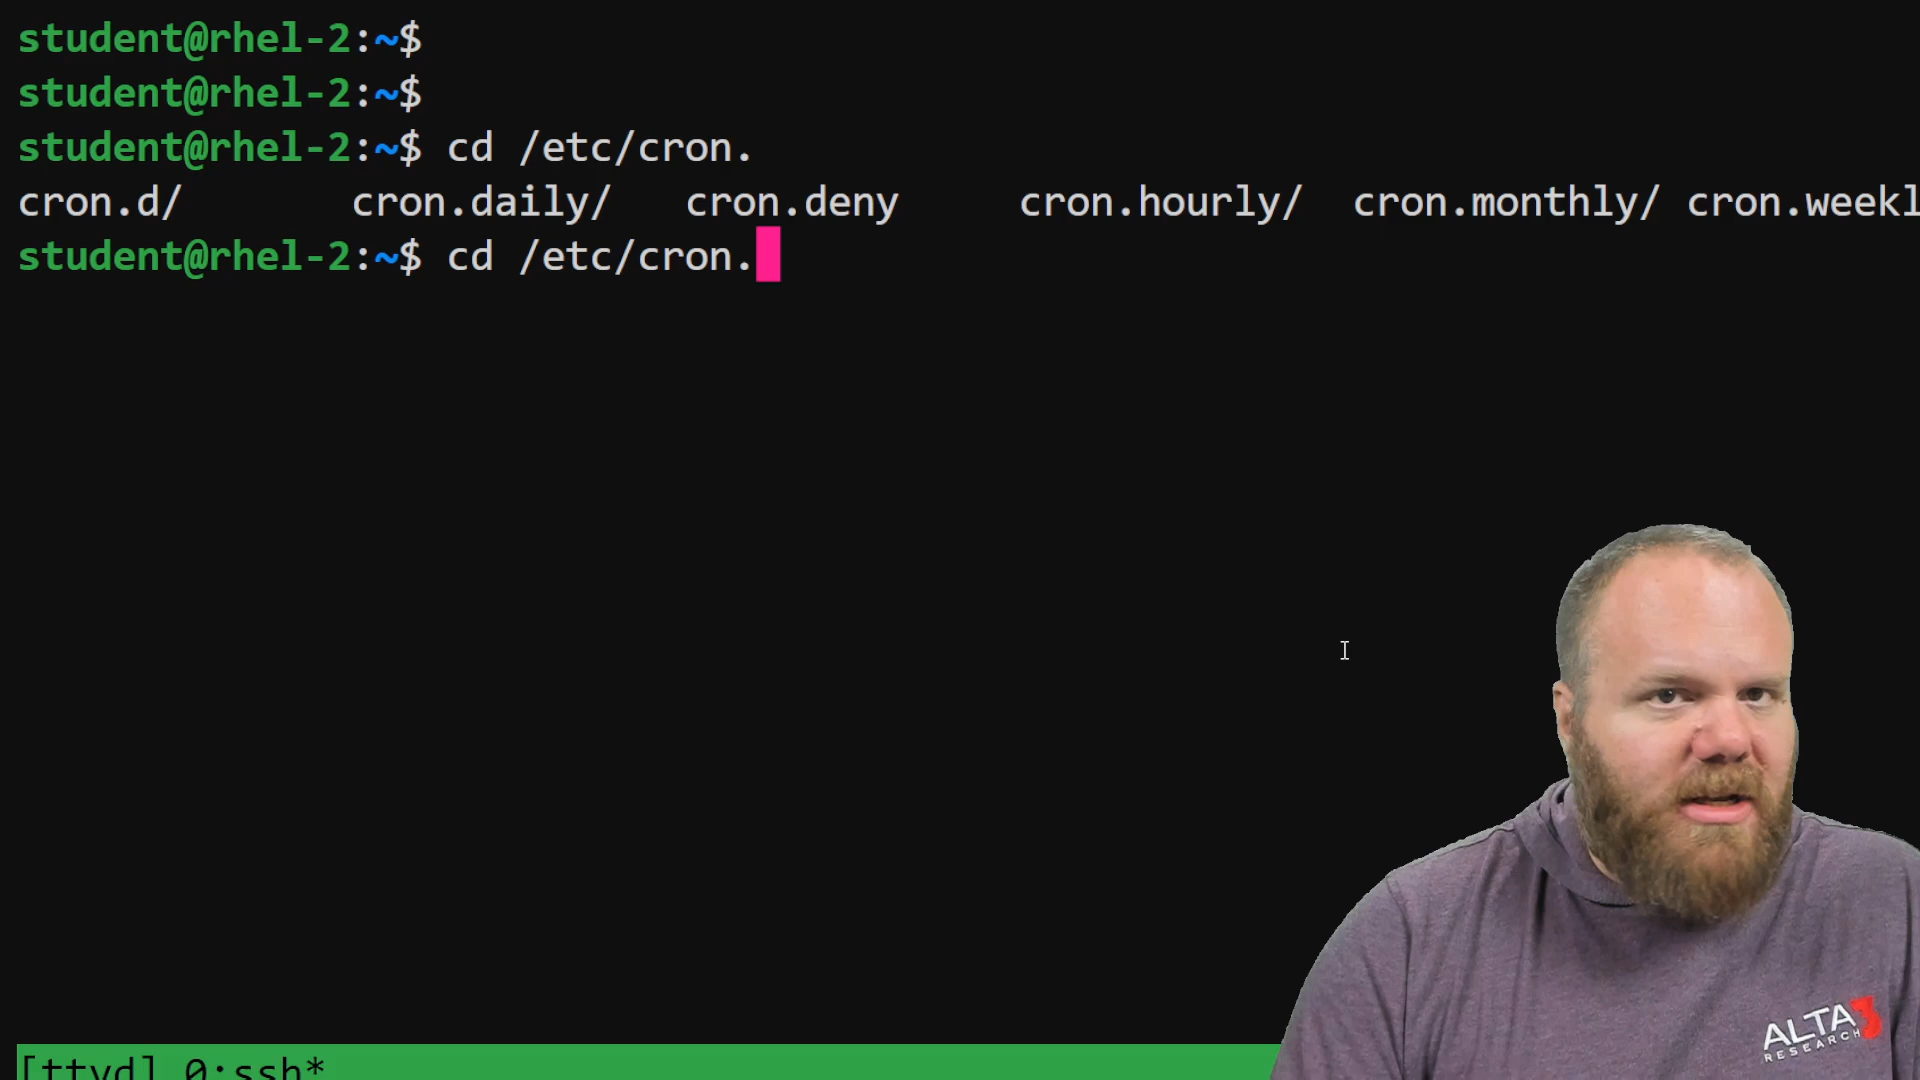 student@rhel-2:~$
student@rhel-2:~$
student@rhel-2:~$ cd /etc/cron.
cron.d/ cron.daily/ cron.deny cron.hourly/ cron.monthly/ cron.weekl
student@rhel-2:~$ cd /etc/cron.
[ttyd] 0:ssh*
ALTA3
RESEARCH